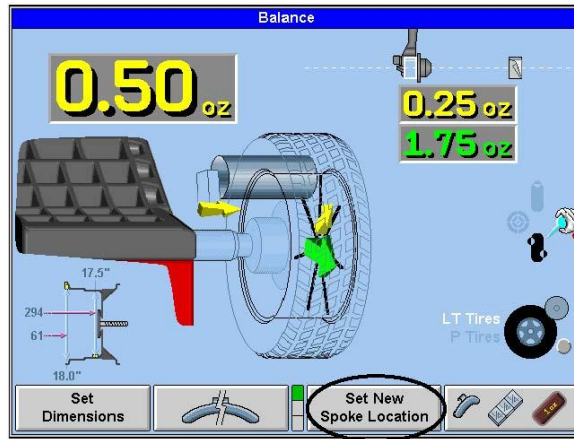 Balance
0.50 oz
0.25 oz
1.75 oz
17.5"
294
61
18.0"
LT Tires
P Tires
Set
Dimensions
Set New
Spoke Location
1oz